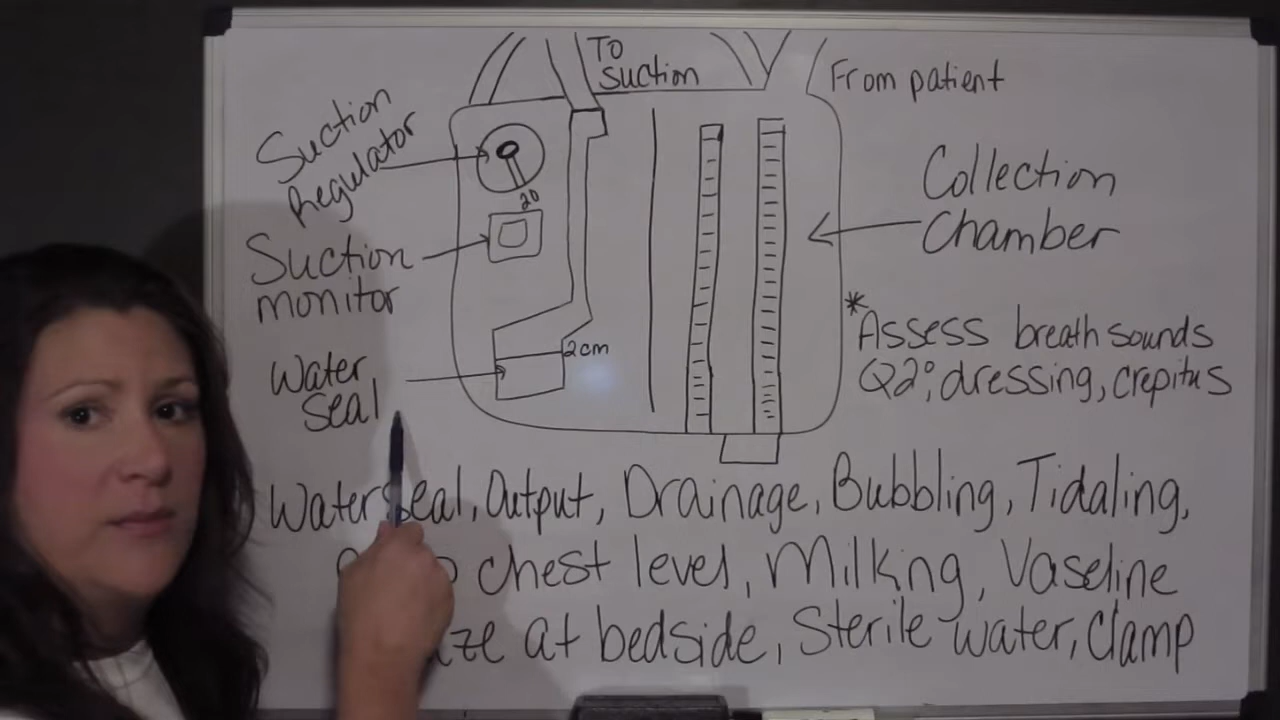 To
Suction
From patient
Suction
Regulator
20
Suction
monitor
Water
seal
2cm
Collection
Chamber
*Assess breath sounds
Q2°, dressing, crepitus
Water seal, Output, Drainage, Bubbling, Tidaling,
chest level, Milking, Vaseline
at bedside, Sterile water, Clamp